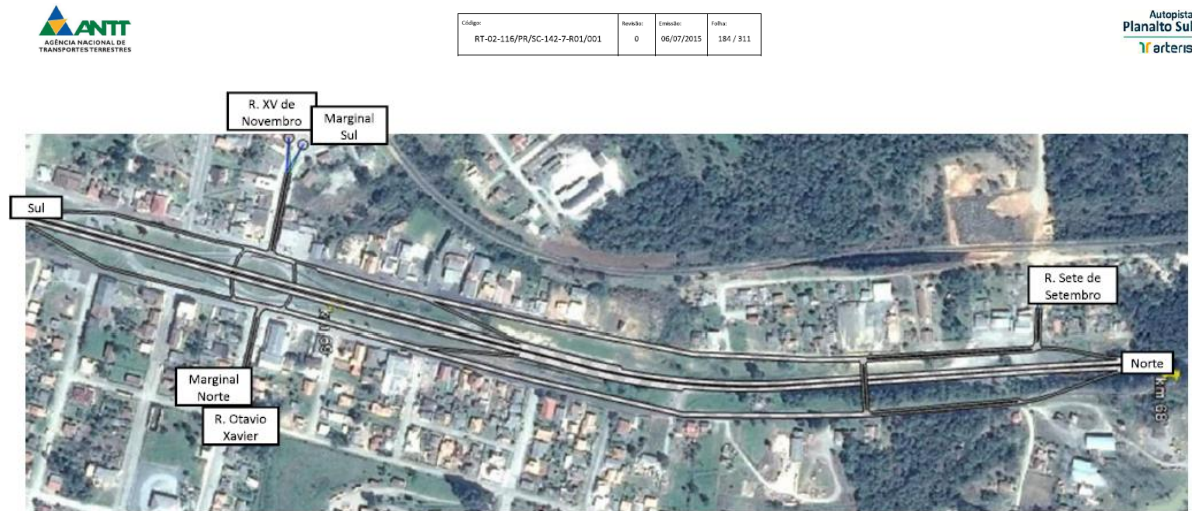 ANTT
AGÊNCIA NACIONAL DE
TRANSPORTES TERRESTRES
Código:
RT-02-116/PR/SC-142-7-R01/001
Revisão:
0
Emissão:
06/07/2015
Folha:
184 / 311
Autopista
Planalto Sul
arteris
R. XV de
Novembro
Marginal
Sul
Sul
R. Sete de
Setembro
Norte
km 69
km 68
Marginal
Norte
R. Otavio
Xavier